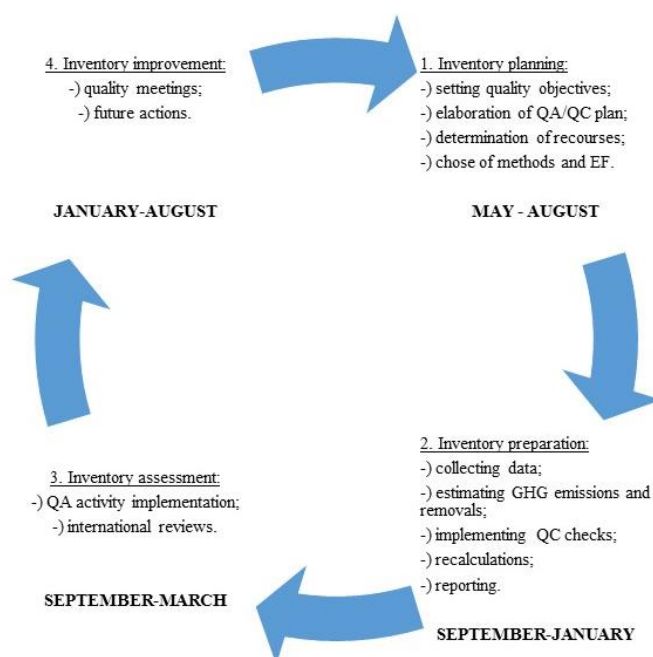 1. Inventory planning:
-) setting quality objectives;
-) elaboration of QA/QC plan;
-) determination of recourses;
-) chose of methods and EF.
MAY - AUGUST
2. Inventory preparation:
-) collecting data;
-) estimating GHG emissions and
removals;
-) implementing QC checks;
-) recalculations;
-) reporting.
SEPTEMBER-JANUARY
3. Inventory assessment:
-) QA activity implementation;
-) international reviews.
SEPTEMBER-MARCH
4. Inventory improvement:
-) quality meetings;
-) future actions.
JANUARY-AUGUST